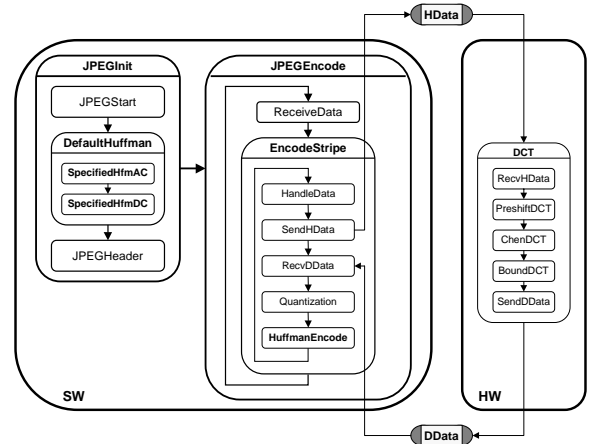 HData
JPEGInit
JPEGStart
DefaultHuffman
SpecifiedHfmAC
SpecifiedHfmDC
JPEGHeader
JPEGEncode
ReceiveData
EncodeStripe
HandleData
SendHData
RecvDData
Quantization
HuffmanEncode
SW
DCT
RecvHData
PreshiftDCT
ChenDCT
BoundDCT
SendDData
HW
DData